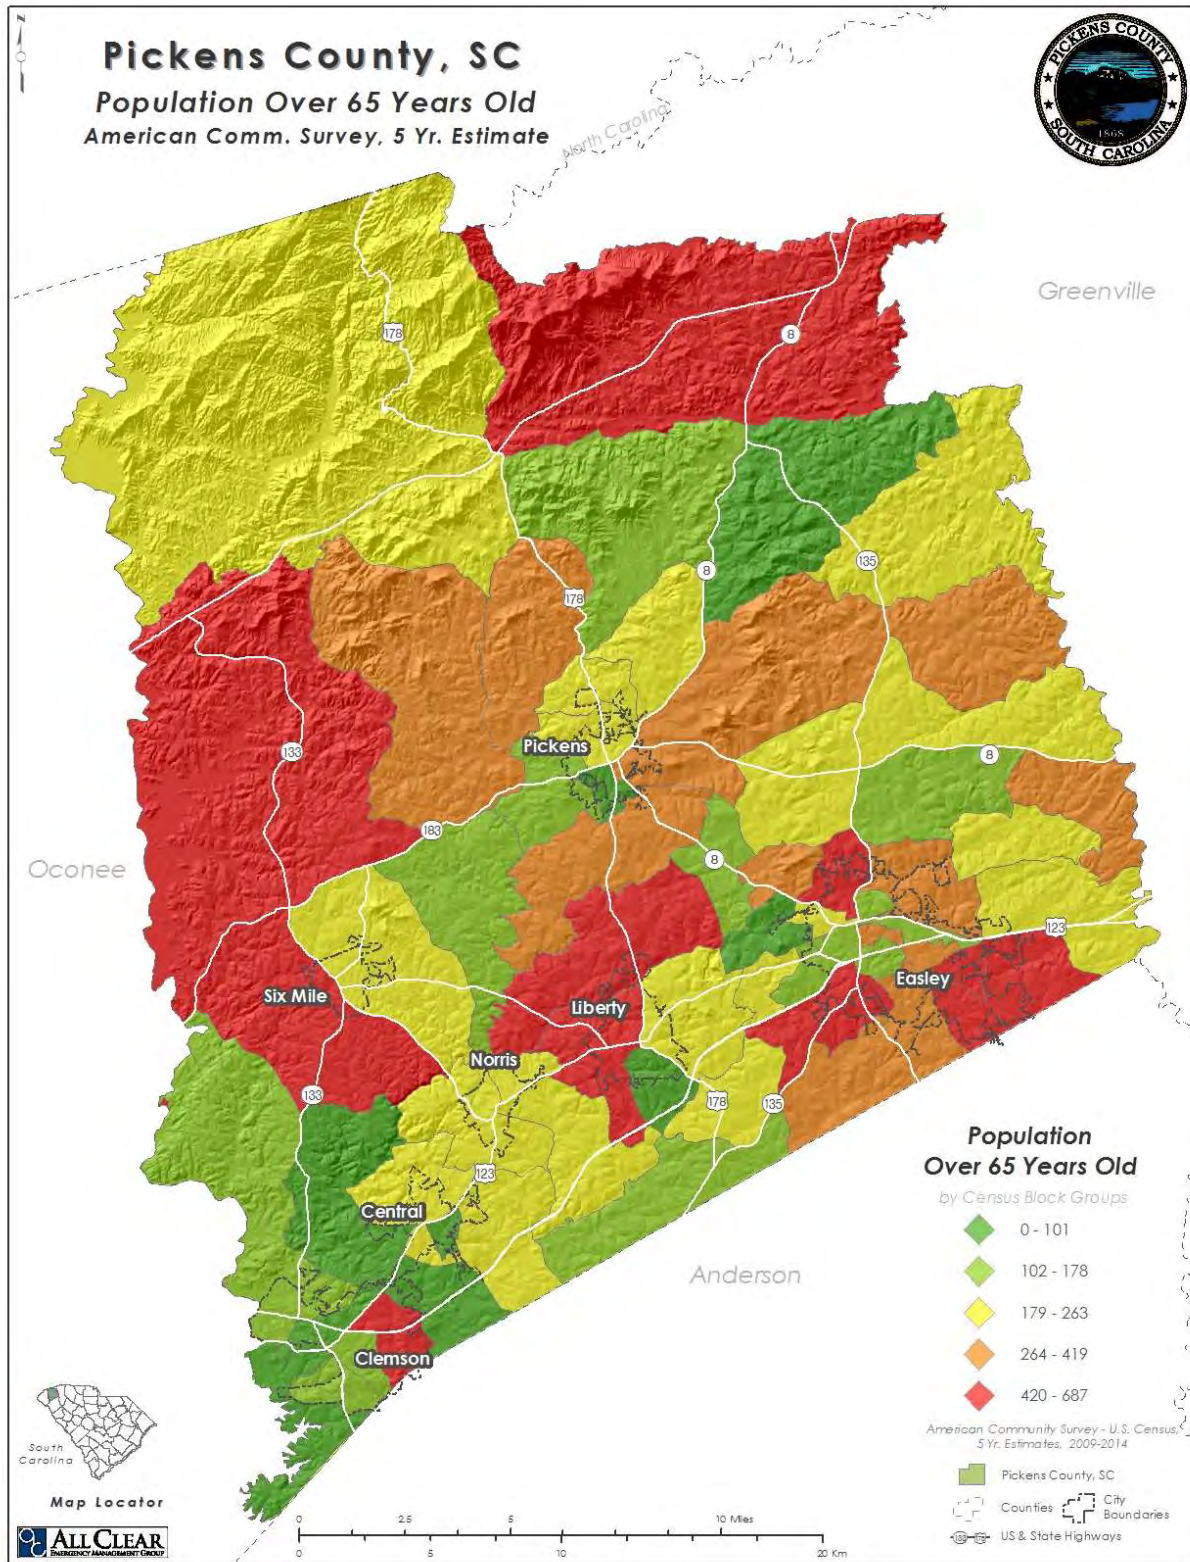 N
Pickens County, SC
Population Over 65 Years Old
American Comm. Survey, 5 Yr. Estimate
North Carolina
PICKENS COUNTY
1868
SOUTH CAROLINA
Greenville
178
8
135
8
178
Pickens
133
8
183
Oconee
8
123
Easley
Six Mile
Liberty
Norris
133
178
135
123
Central
Clemson
Anderson
Population
Over 65 Years Old
by Census Block Groups
0 - 101
102 - 178
179 - 263
264 - 419
420 - 687
American Community Survey - U.S. Census,
5 Yr. Estimates, 2009-2014
Pickens County, SC
Counties
City
Boundaries
US & State Highways
South
Carolina
Map Locator
ALL CLEAR
EMERGENCY MANAGEMENT GROUP
0 2.5 5 10 Miles
0 5 10 20 Km